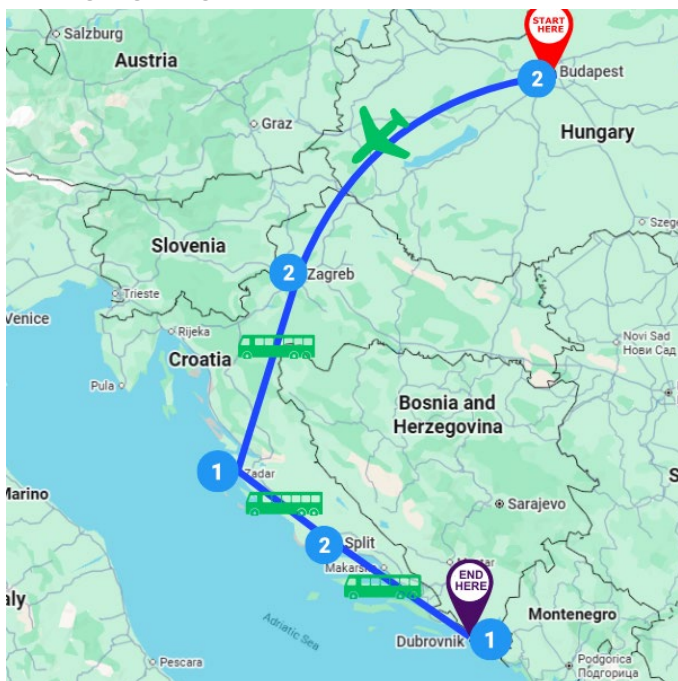 START
HERE
Salzburg
Austria
2
Budapest
Graz
Hungary
Slovenia
2
Zagreb
Trieste
Venice
Rijeka
Croatia
Novi Sad
Нови Сад
Pula
Bosnia and
Herzegovina
1
Zadar
Marino
Sarajevo
2
Split
Makarska
END
HERE
Montenegro
Adriatic Sea
Dubrovnik
1
Pescara
Podgorica
Подгорица